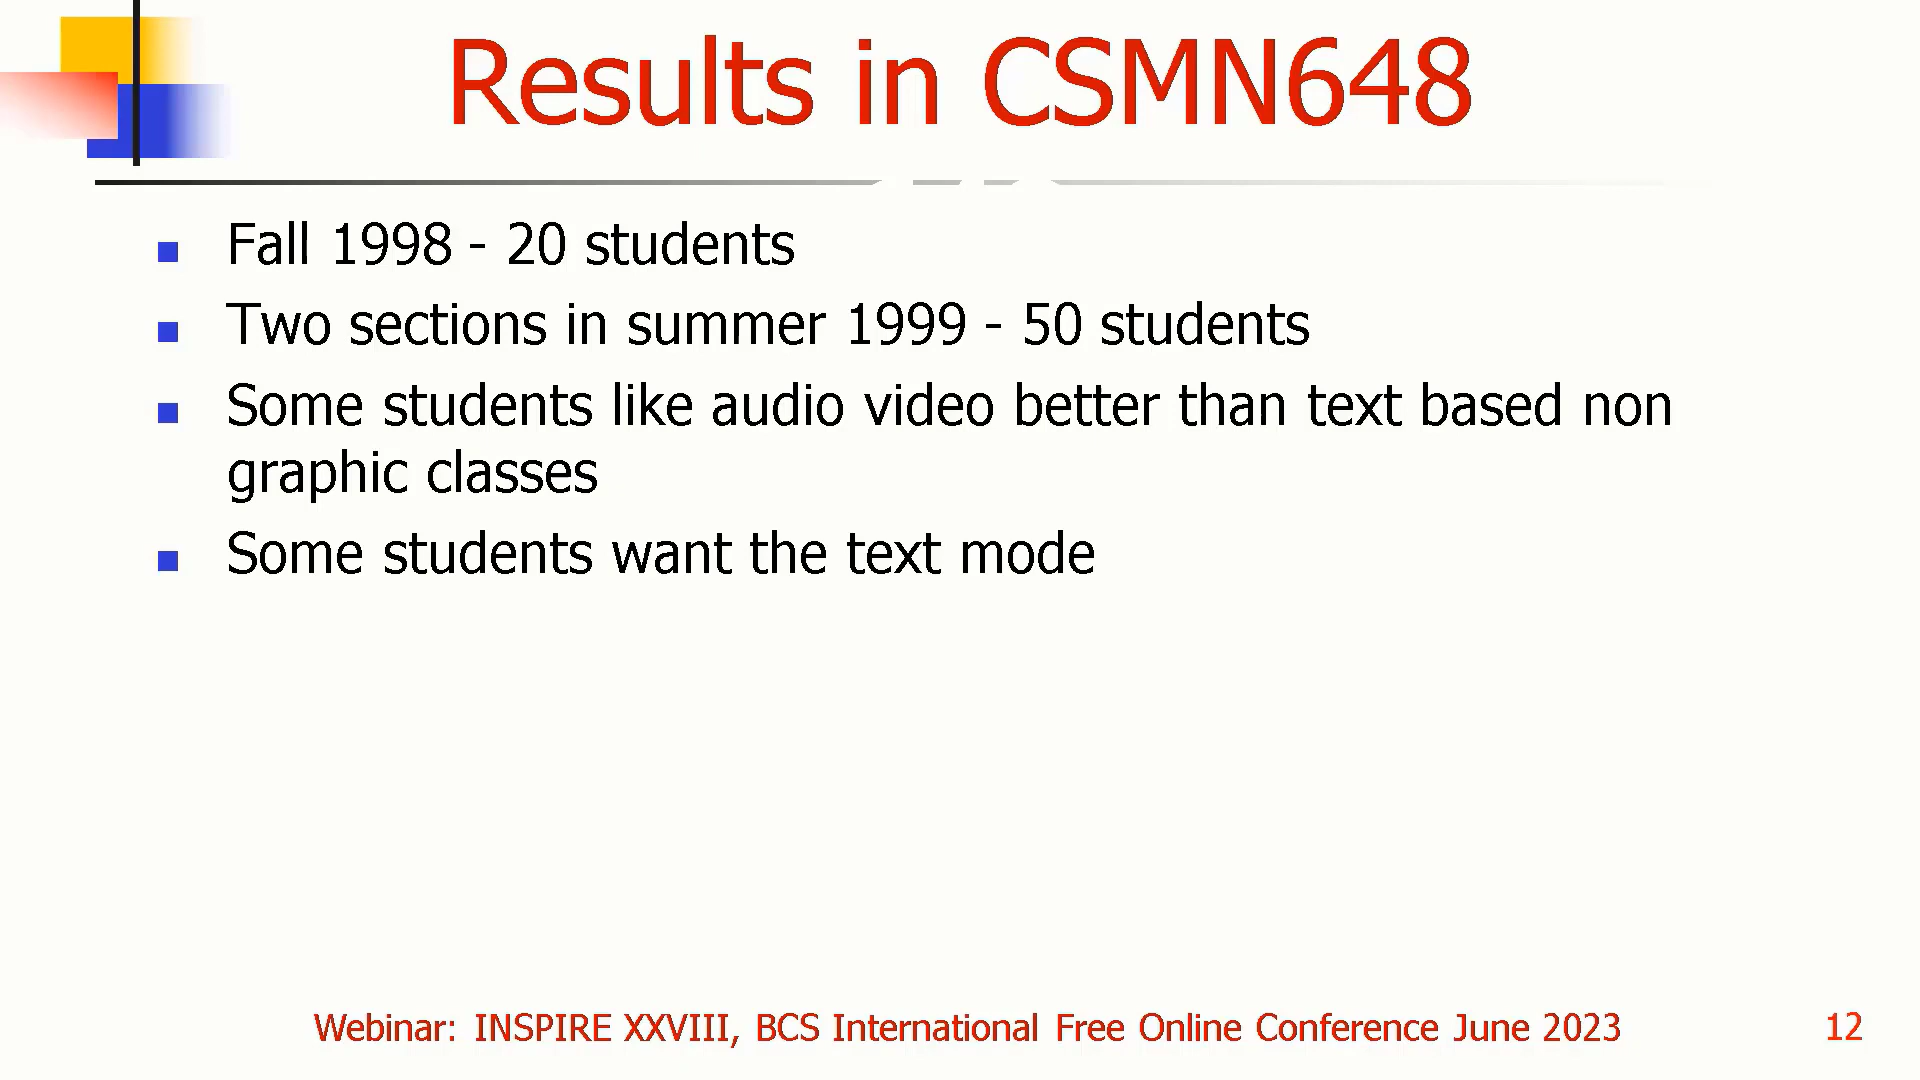 Results in CSMN648
Fall 1998 - 20 students
Two sections in summer 1999 - 50 students
Some students like audio video better than text based non
graphic classes
Some students want the text mode
Webinar: INSPIRE XXVIII, BCS International Free Online Conference June 2023
12